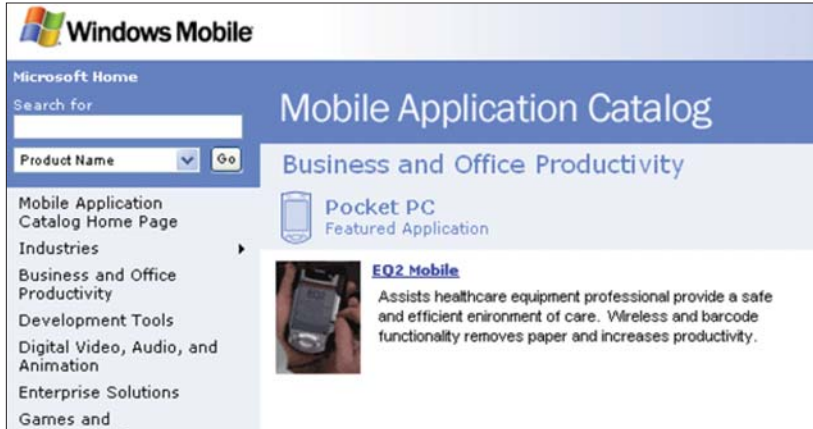 Windows Mobile
Microsoft Home
Search for
Product Name Go
Mobile Application
Catalog Home Page
Industries
Business and Office
Productivity
Development Tools
Digital Video, Audio, and
Animation
Enterprise Solutions
Games and
Mobile Application Catalog
Business and Office Productivity
Pocket PC
Featured Application
EQ2
EQ2 Mobile
Assists healthcare equipment professional provide a safe
and efficient enironment of care. Wireless and barcode
functionality removes paper and increases productivity.